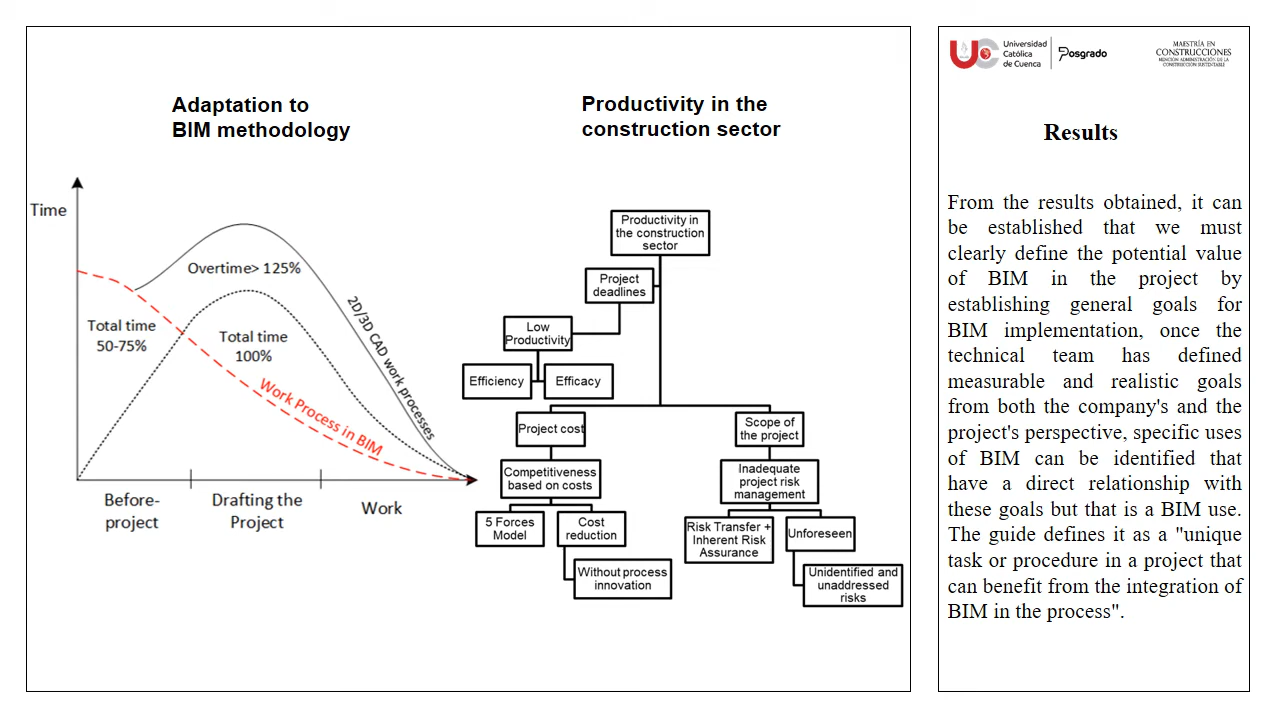 Adaptation to
BIM methodology
Time
Overtime> 125%
Total time
50-75%
Total time
100%
2D/3D CAD work processes
Work Process in BIM
Before-
project
Drafting the
Project
Work
Productivity in the
construction sector
Productivity in
the construction
sector
Project
deadlines
Low
Productivity
Efficiency
Efficacy
Project cost
Scope of
the project
Competitiveness
based on costs
Inadequate
project risk
management
5 Forces
Model
Cost
reduction
Risk Transfer +
Inherent Risk
Assurance
Unforeseen
Without process
innovation
Unidentified and
unaddressed
risks
UC
Universidad
Católica
de Cuenca
Posgrado
MAESTRÍA EN
CONSTRUCCIONES
MENCIÓN ADMINISTRACIÓN DE LA
CONSTRUCCIÓN SUSTENTABLE
Results
From the results obtained, it can
be established that we must
clearly define the potential value
of BIM in the project by
establishing general goals for
BIM implementation, once the
technical team has defined
measurable and realistic goals
from both the company's and the
project's perspective, specific uses
of BIM can be identified that
have a direct relationship with
these goals but that is a BIM use.
The guide defines it as a "unique
task or procedure in a project that
can benefit from the integration of
BIM in the process".